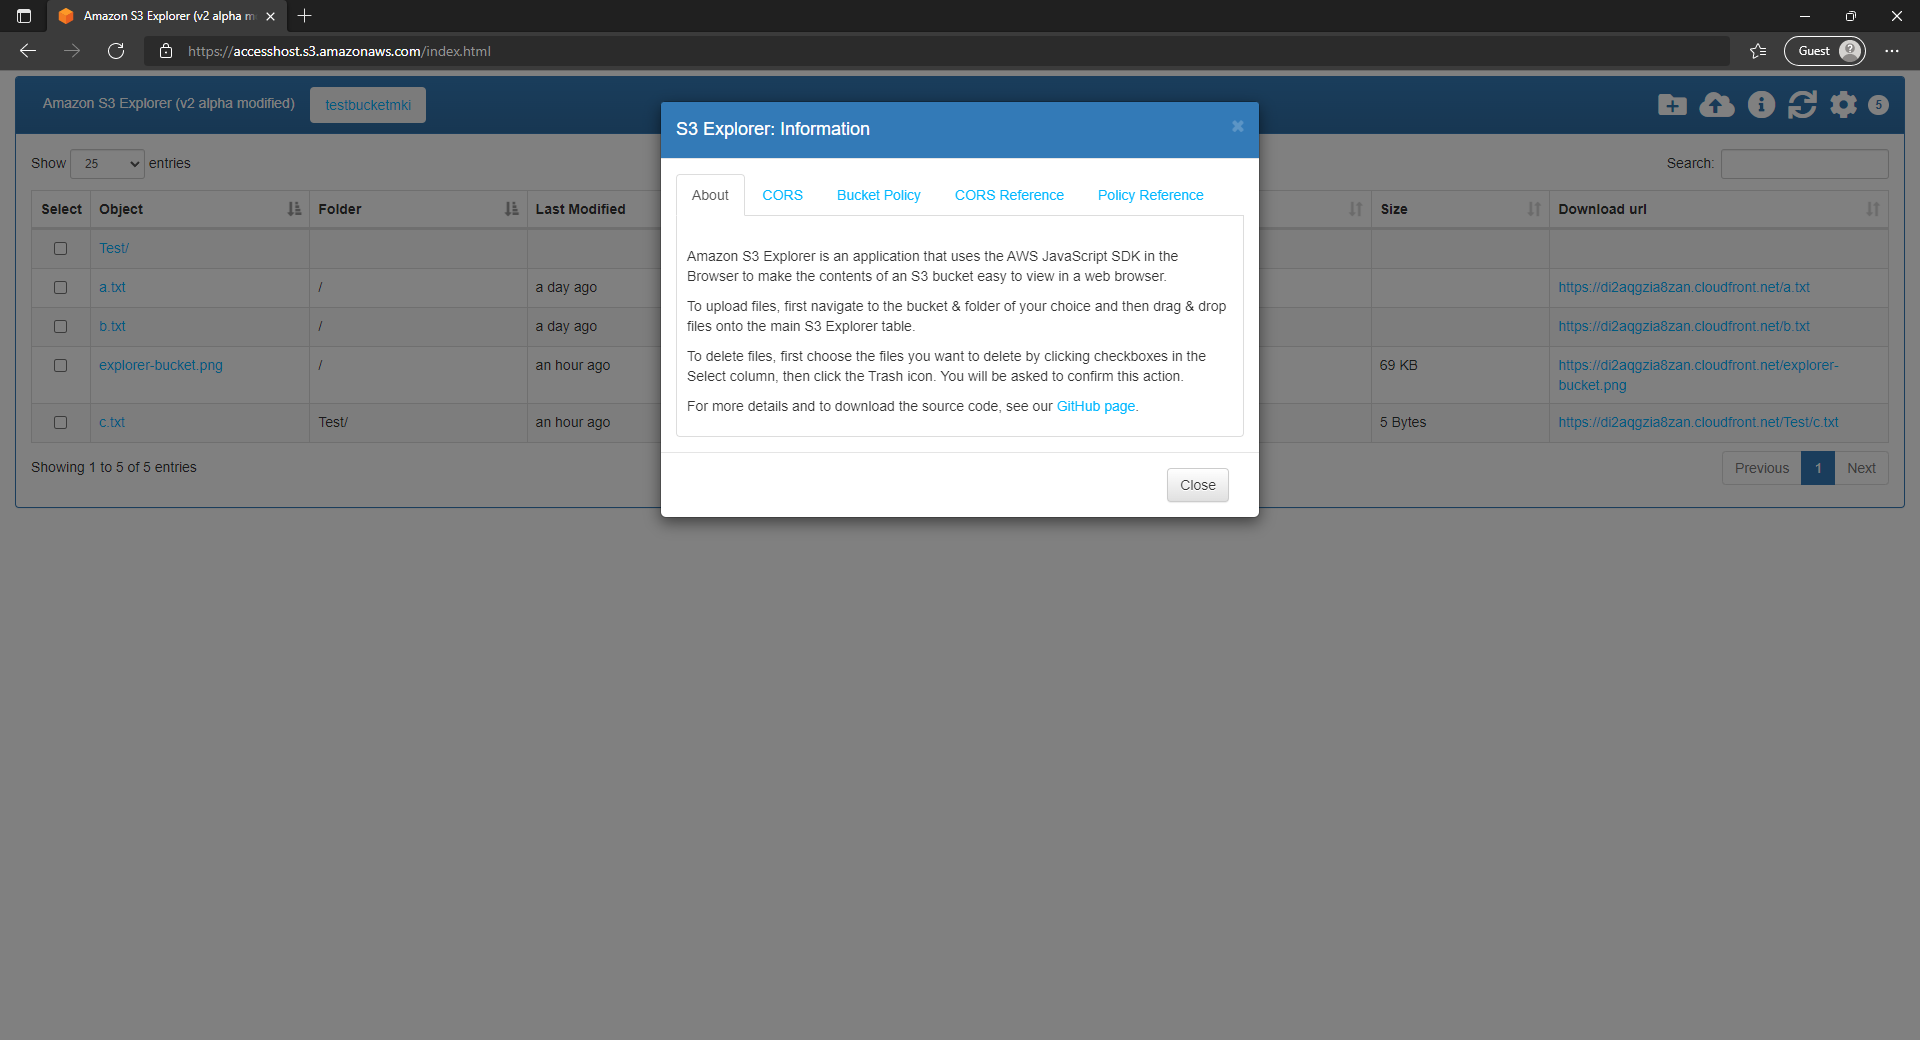 Amazon S3 Explorer (v2 alpha m
https://accesshost.s3.amazonaws.com/index.html
Guest
Amazon S3 Explorer (v2 alpha modified)
testbucketmki
5
S3 Explorer: Information
Show 25 entries
Search:
About CORS Bucket Policy CORS Reference Policy Reference
Select Object Folder Last Modified Size Download url
Test/
a.txt / a day ago https://di2aqgzia8zan.cloudfront.net/a.txt
b.txt / a day ago https://di2aqgzia8zan.cloudfront.net/b.txt
explorer-bucket.png / an hour ago 69 KB https://di2aqgzia8zan.cloudfront.net/explorer-
bucket.png
c.txt Test/ an hour ago 5 Bytes https://di2aqgzia8zan.cloudfront.net/Test/c.txt
Amazon S3 Explorer is an application that uses the AWS JavaScript SDK in the
Browser to make the contents of an S3 bucket easy to view in a web browser.
To upload files, first navigate to the bucket & folder of your choice and then drag & drop
files onto the main S3 Explorer table.
To delete files, first choose the files you want to delete by clicking checkboxes in the
Select column, then click the Trash icon. You will be asked to confirm this action.
For more details and to download the source code, see our GitHub page.
Showing 1 to 5 of 5 entries
Previous 1 Next
Close